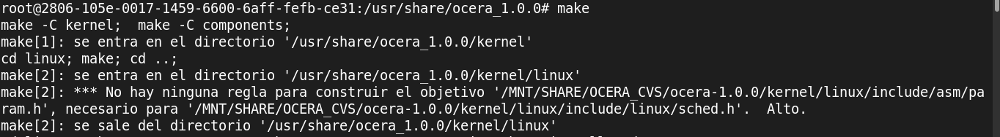 root@2806-105e-0017-1459-6600-6aff-fefb-ce31:/usr/share/ocera_1.0.0# make
make -C kernel;  make -C components;
make[1]: se entra en el directorio '/usr/share/ocera_1.0.0/kernel'
cd linux; make; cd ..;
make[2]: se entra en el directorio '/usr/share/ocera_1.0.0/kernel/linux'
make[2]: *** No hay ninguna regla para construir el objetivo '/MNT/SHARE/OCERA_CVS/ocera-1.0.0/kernel/linux/include/asm/pa
ram.h', necesario para '/MNT/SHARE/OCERA_CVS/ocera-1.0.0/kernel/linux/include/linux/sched.h'.  Alto.
make[2]: se sale del directorio '/usr/share/ocera_1.0.0/kernel/linux'